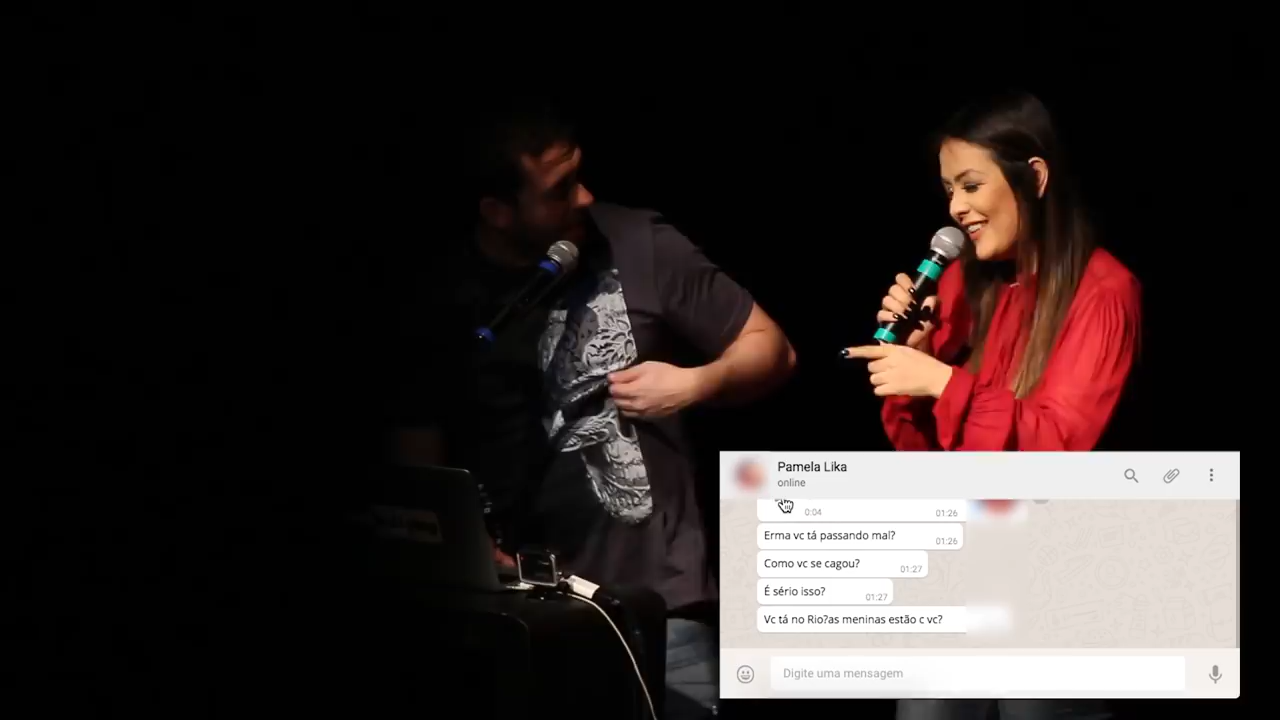 Pamela Lika
online
0:04
01:26
Erma vc tá passando mal?
01:26
Como vc se cagou?
01:27
É sério isso?
01:27
Vc tá no Rio?as meninas estão c vc?
Digite uma mensagem